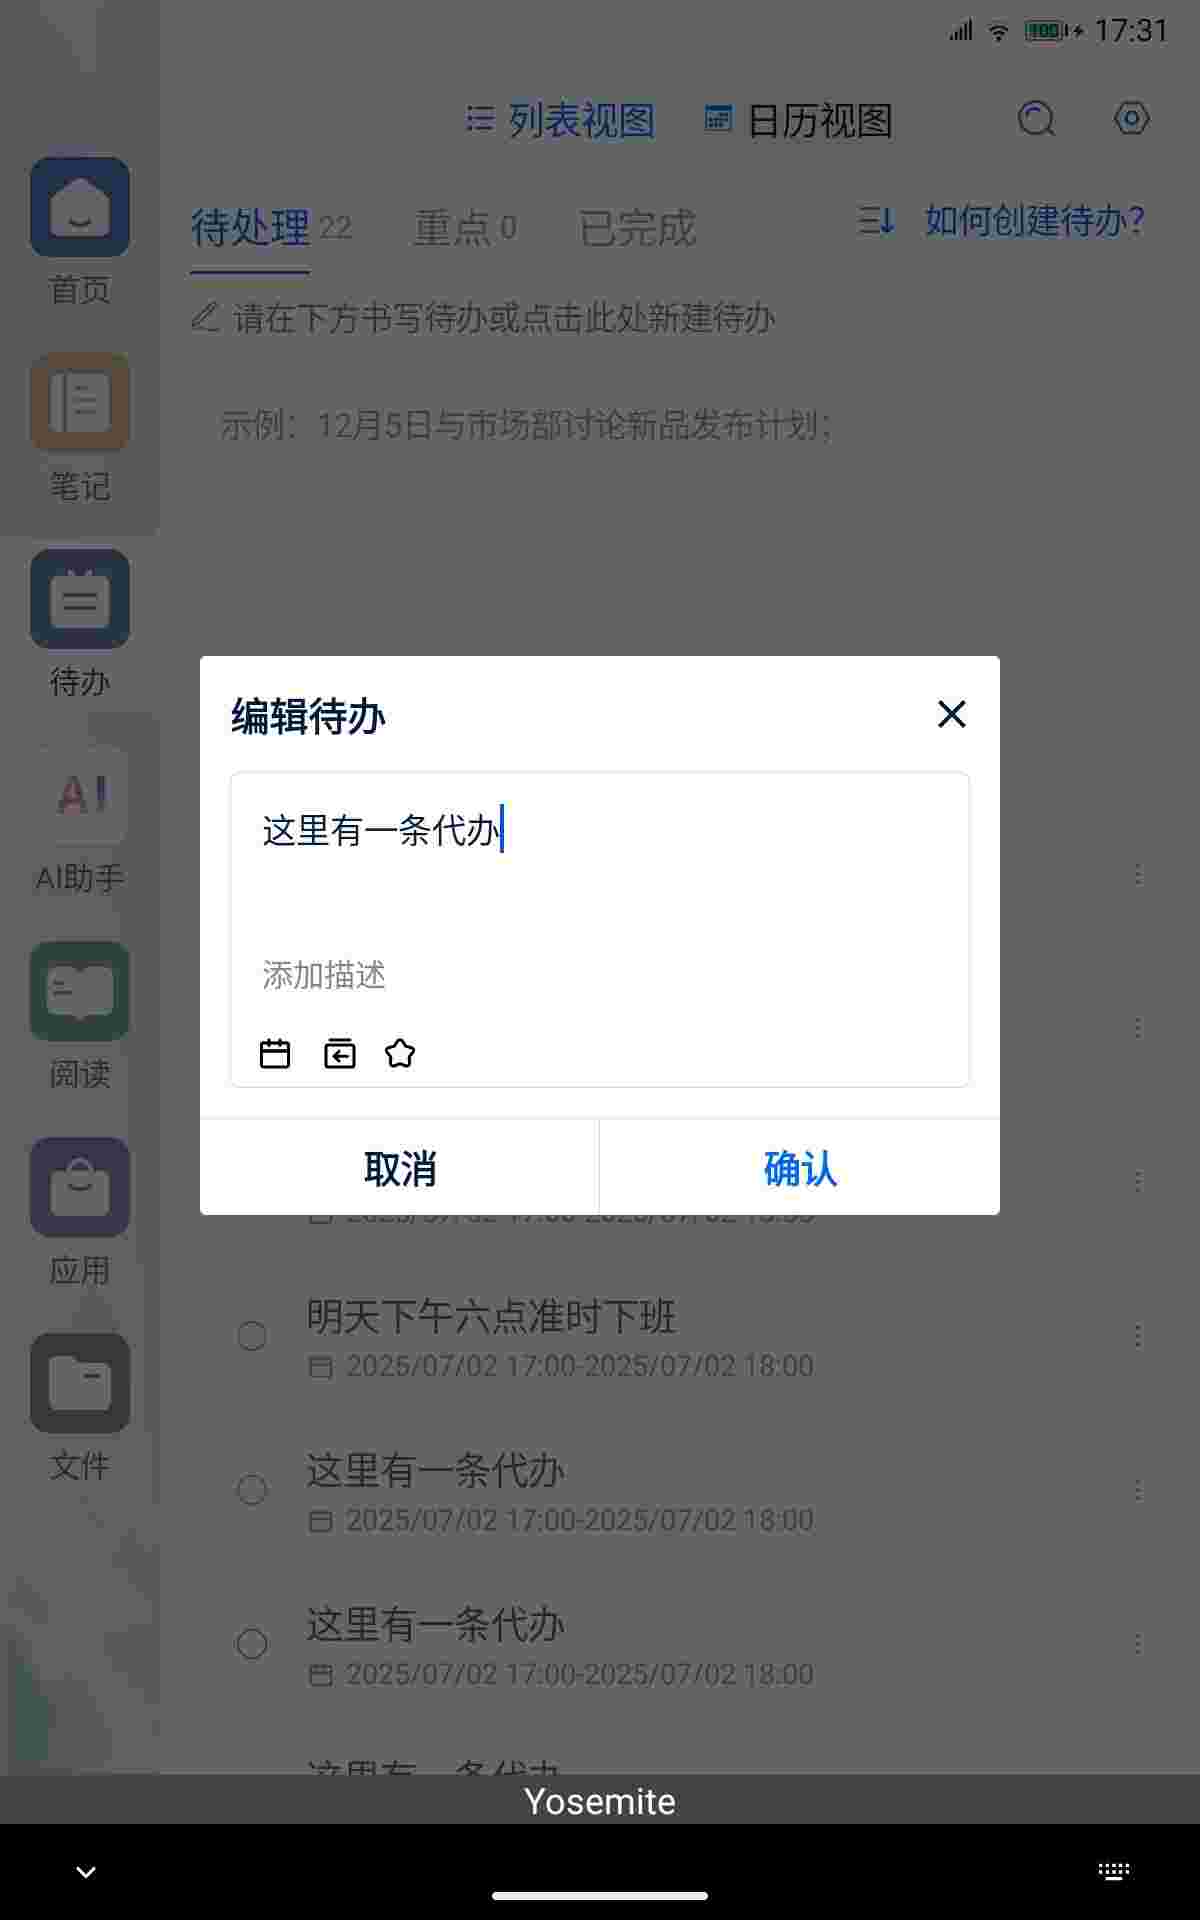 17:31
列表视图 日历视图
待处理 22 重点 0 已完成 如何创建待办?
请在下方书写待办或点击此处新建待办
示例：12月5日与市场部讨论新品发布计划；
首页
笔记
待办
AI
AI助手
阅读
应用
文件
编辑待办
这里有一条代办
添加描述
取消 确认
明天下午六点准时下班
2025/07/02 17:00-2025/07/02 18:00
这里有一条代办
2025/07/02 17:00-2025/07/02 18:00
这里有一条代办
2025/07/02 17:00-2025/07/02 18:00
Yosemite